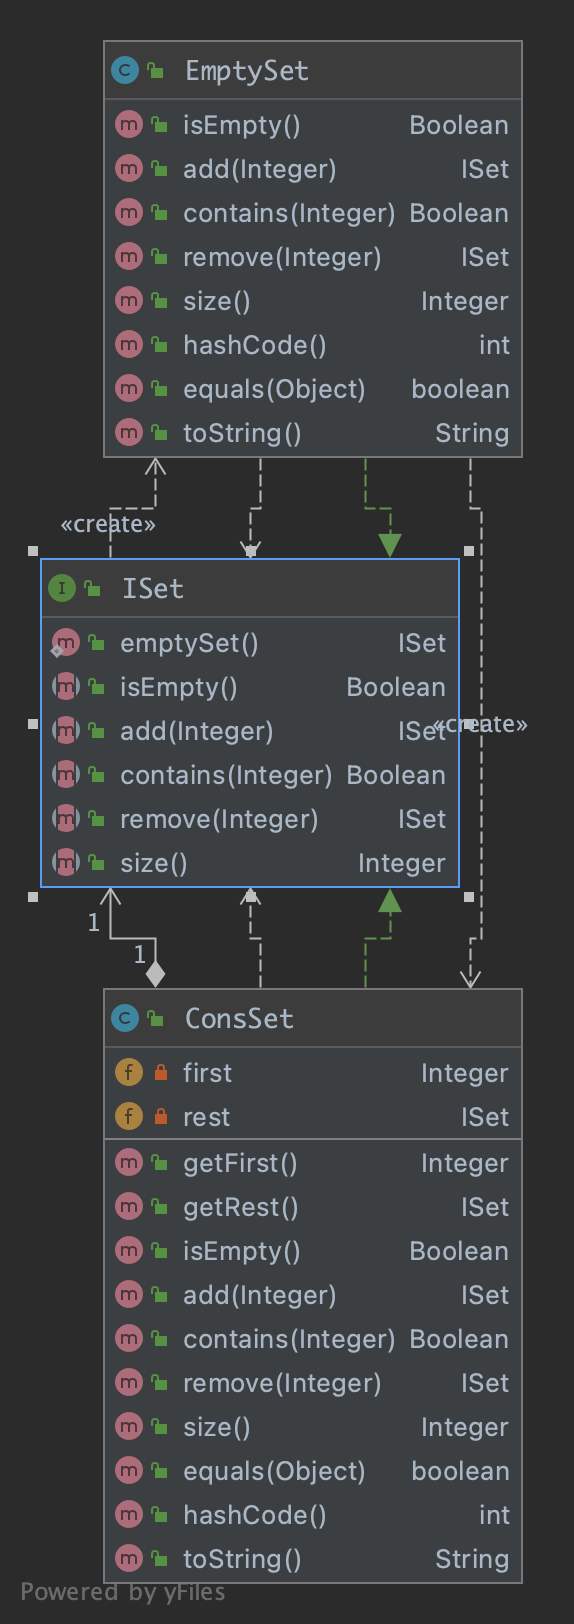 EmptySet
isEmpty() Boolean
add(Integer) ISet
contains(Integer) Boolean
remove(Integer) ISet
size() Integer
hashCode() int
equals(Object) boolean
toString() String
«create»
ISet
emptySet() ISet
isEmpty() Boolean
add(Integer) ISet
«create»
contains(Integer) Boolean
remove(Integer) ISet
size() Integer
1
1
ConsSet
first Integer
rest ISet
getFirst() Integer
getRest() ISet
isEmpty() Boolean
add(Integer) ISet
contains(Integer) Boolean
remove(Integer) ISet
size() Integer
equals(Object) boolean
hashCode() int
toString() String
Powered by yFiles